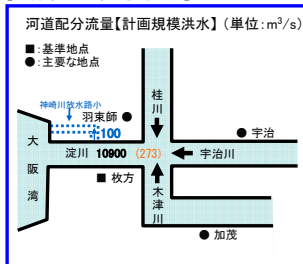 河道配分流量【計画規模洪水】(単位:m³/s)
■:基準地点
●:主要な地点
神崎川放水路小
羽束師 ●
桂川
:100
● 宇治
大阪湾
淀川 10900 (273)
宇治川
■ 枚方
木津川
● 加茂